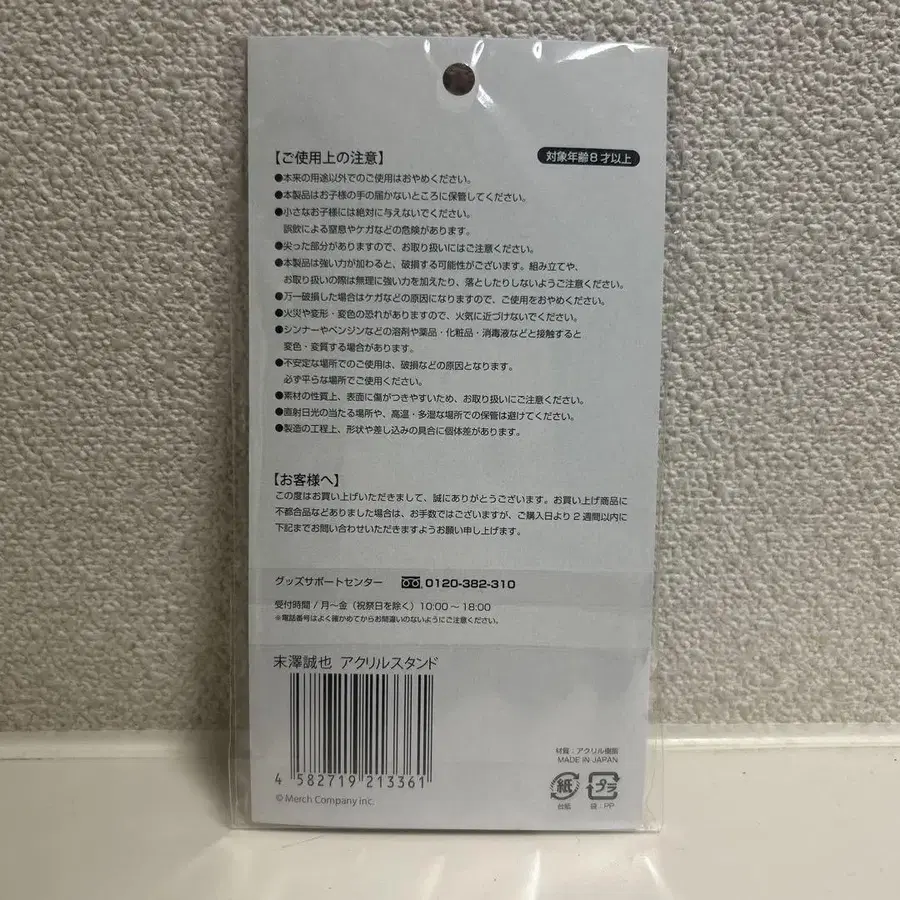 【ご使用上の注意】
対象年齢8才以上
●本来の用途以外でのご使用はおやめください。
●本製品はお子様の手の届かないところに保管してください。
●小さなお子様には絶対に与えないでください。
誤飲による窒息やケガなどの危険があります。
●尖った部分がありますので、お取り扱いにはご注意ください。
●本製品は強い力が加わると、破損する可能性がございます。組み立てや、
お取り扱いの際は無理に強い力を加えたり、落としたりしないようご注意ください。
●万一破損した場合はケガなどの原因になりますので、ご使用をおやめください。
●火災や変形・変色の恐れがありますので、火気に近づけないでください。
●シンナーやベンジンなどの溶剤や薬品・化粧品・消毒液などと接触すると
変色・変質する場合があります。
●不安定な場所でのご使用は、破損などの原因となります。
必ず平らな場所でご使用ください。
●素材の性質上、表面に傷がつきやすいため、お取り扱いにご注意ください。
●直射日光の当たる場所や、高温・多湿な場所での保管は避けてください。
●製造の工程上、形状や差し込みの具合に個体差があります。
【お客様へ】
この度はお買い上げいただきまして、誠にありがとうございます。お買い上げ商品に
不都合品などありました場合は、お手数ではございますが、ご購入日より2週間以内に
下記までお問い合わせいただきますようお願い申し上げます。
グッズサポートセンター 0120-382-310
受付時間/月～金（祝祭日を除く）10:00～18:00
※電話番号はよく確かめてからお間違いのないようにご注意ください。
末澤誠也 アクリルスタンド
4 582719 213361
© Merch Company inc.
材質：アクリル樹脂
MADE IN JAPAN
紙
プラ
台紙
袋：PP